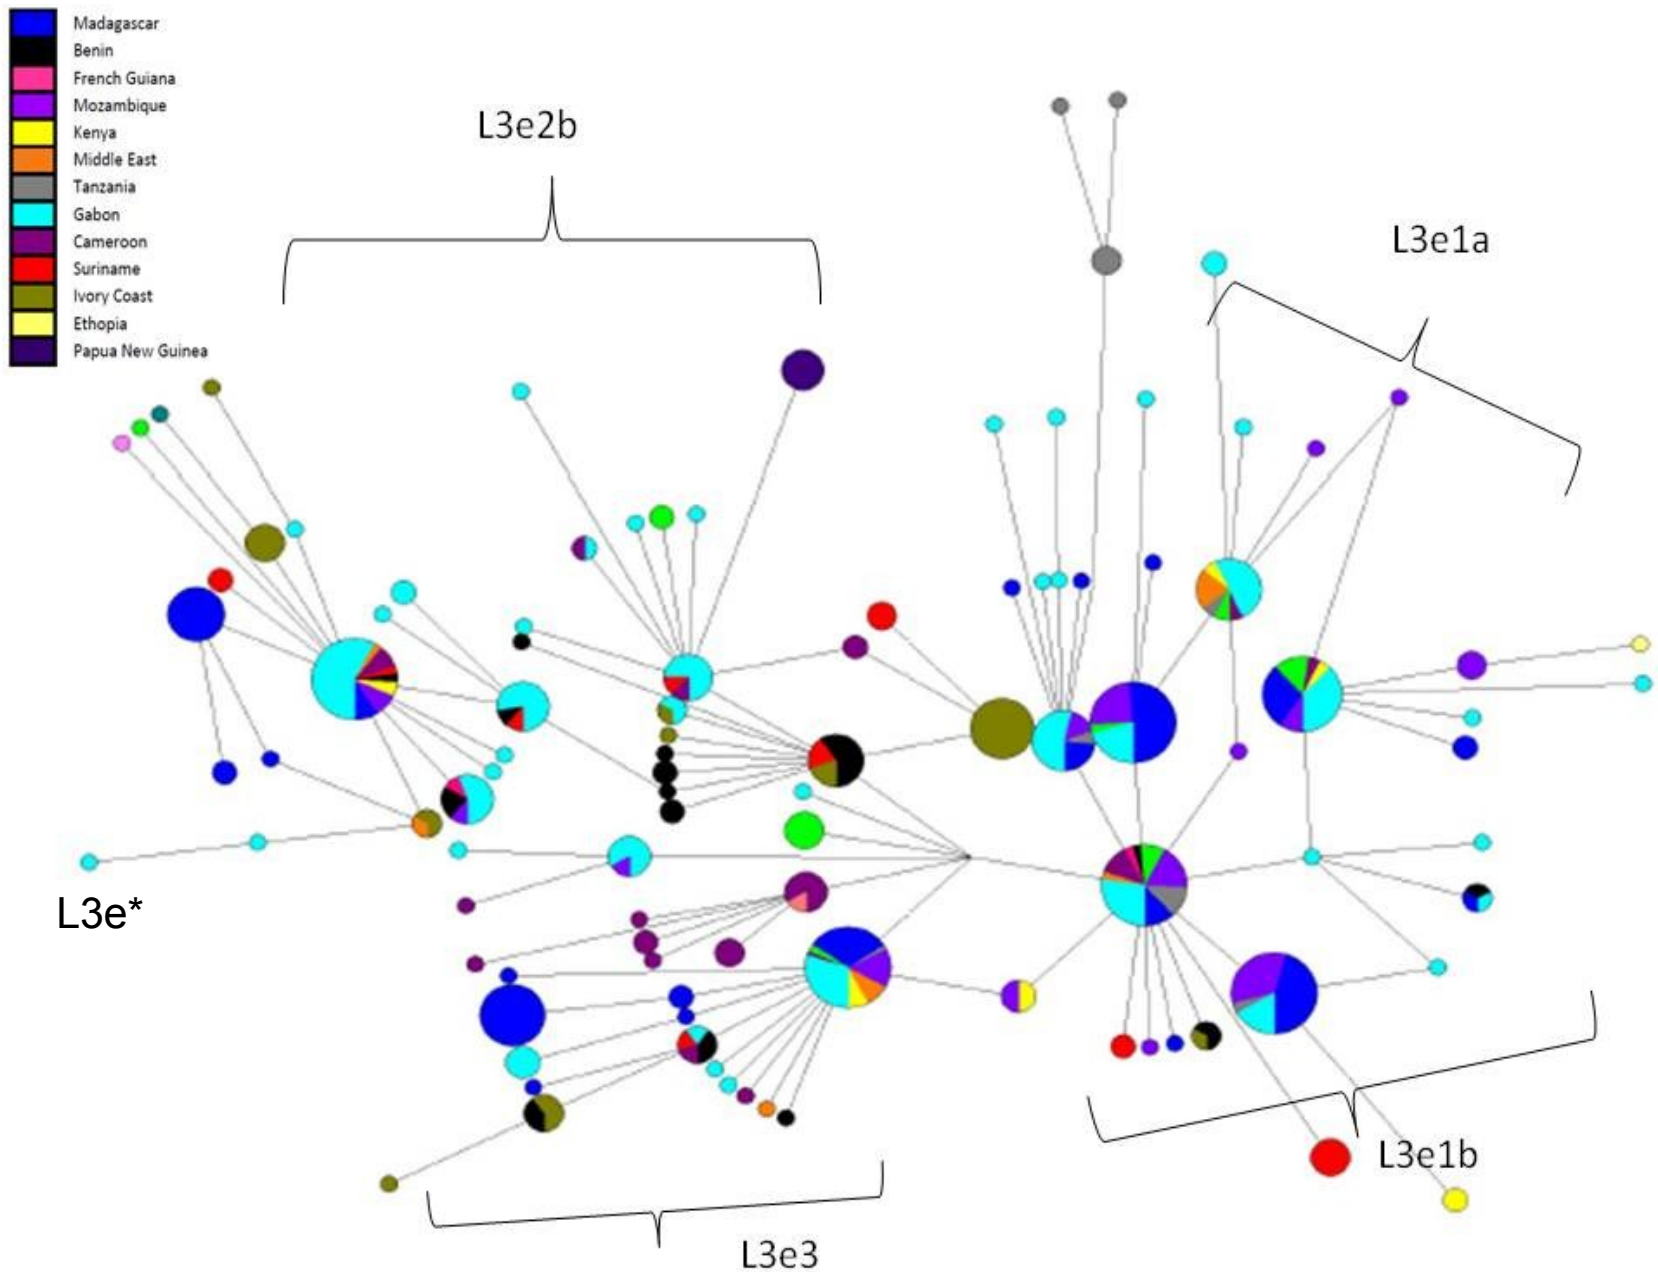 Madagascar
Benin
French Guiana
Mozambique
Kenya
Middle East
Tanzania
Gabon
Cameroon
Suriname
Ivory Coast
Ethopia
Papua New Guinea
L3e2b
L3e1a
L3e*
L3e1b
L3e3